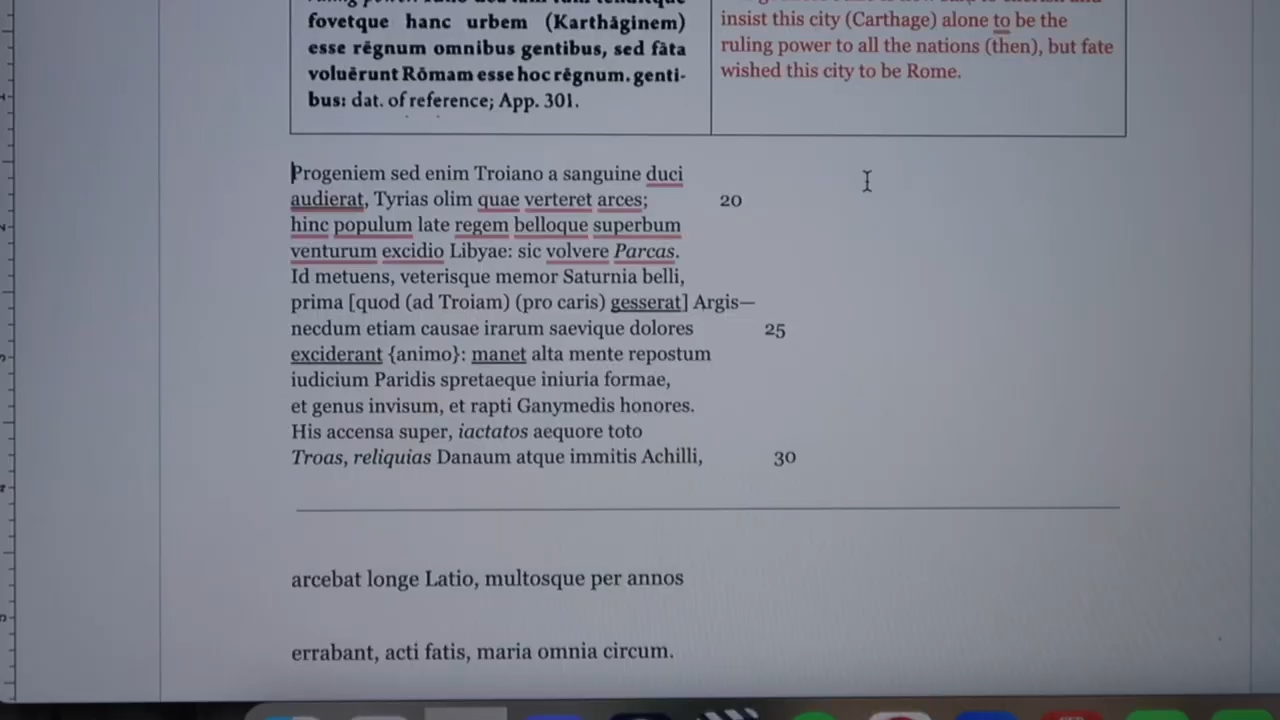 fovetque hanc urbem (Karthāginem)
esse rēgnum omnibus gentibus, sed fāta
voluērunt Rōmam esse hoc rēgnum. genti-
bus: dat. of reference; App. 301.
insist this city (Carthage) alone to be the
ruling power to all the nations (then), but fate
wished this city to be Rome.
Progeniem sed enim Troiano a sanguine duci
audierat, Tyrias olim quae verteret arces; 20
hinc populum late regem belloque superbum
venturum excidio Libyae: sic volvere Parcas.
Id metuens, veterisque memor Saturnia belli,
prima [quod (ad Troiam) (pro caris) gesserat] Argis—
necdum etiam causae irarum saevique dolores 25
exciderant {animo}: manet alta mente repostum
iudicium Paridis spretaeque iniuria formae,
et genus invisum, et rapti Ganymedis honores.
His accensa super, iactatos aequore toto
Troas, reliquias Danaum atque immitis Achilli, 30
arcebat longe Latio, multosque per annos
errabant, acti fatis, maria omnia circum.